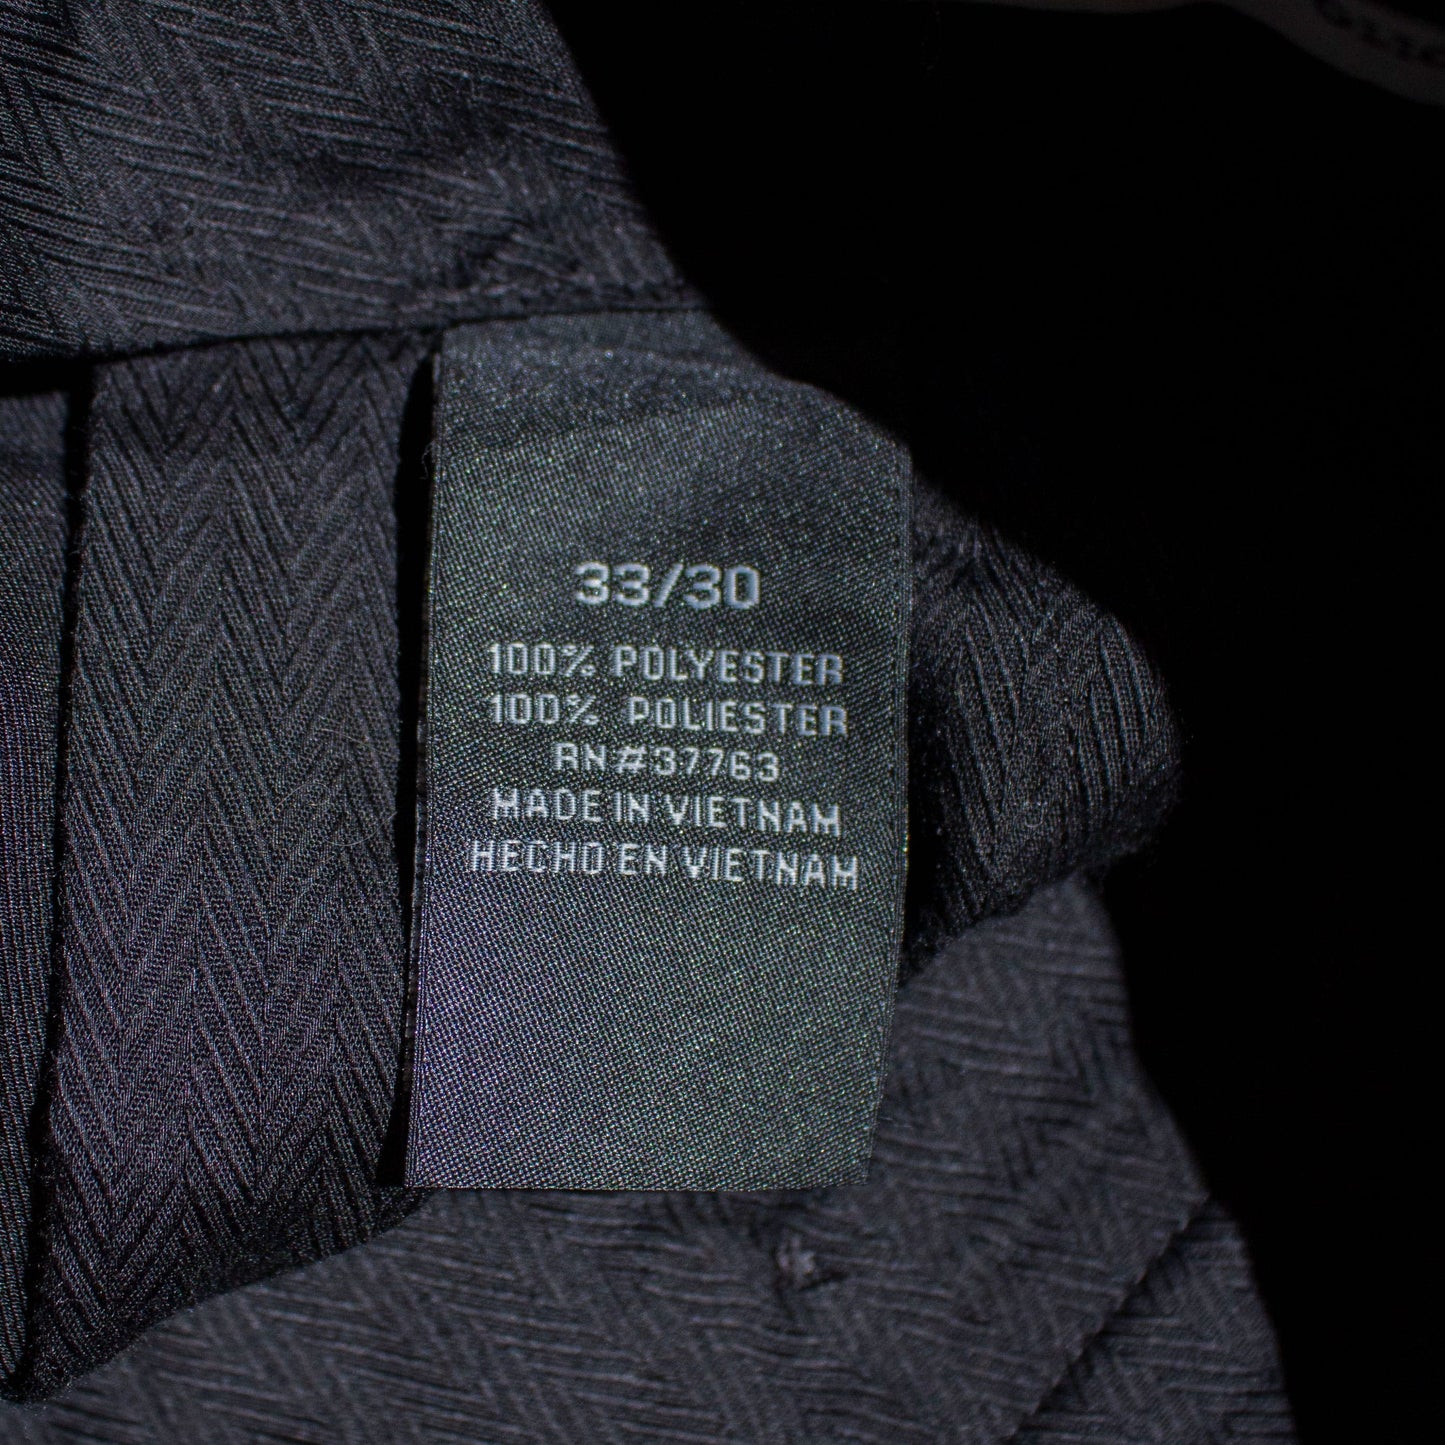 33/30
100% POLYESTER
100% POLIESTER
RN#37763
MADE IN VIETNAM
HECHO EN VIETNAM